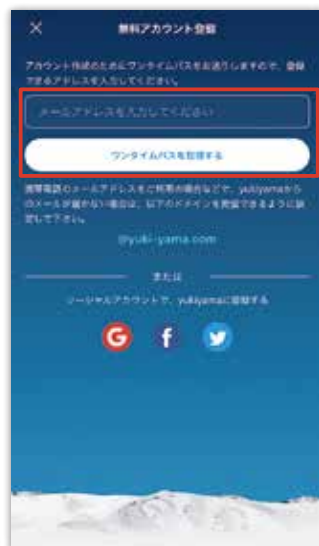 無料アカウント登録
アカウント作成のためにワンタイムパスをお送りしますので、登録
できるアドレスを入力してください。
メールアドレスを入力してください
ワンタイムパスを取得する
携帯電話のメールアドレスをご利用の場合などで、yukiyamaから
のメールが届かない場合は、以下のドメインを受信できるように設
定して下さい。
@yuki-yama.com
または
ソーシャルアカウントで、yukiyamaに登録する
G f